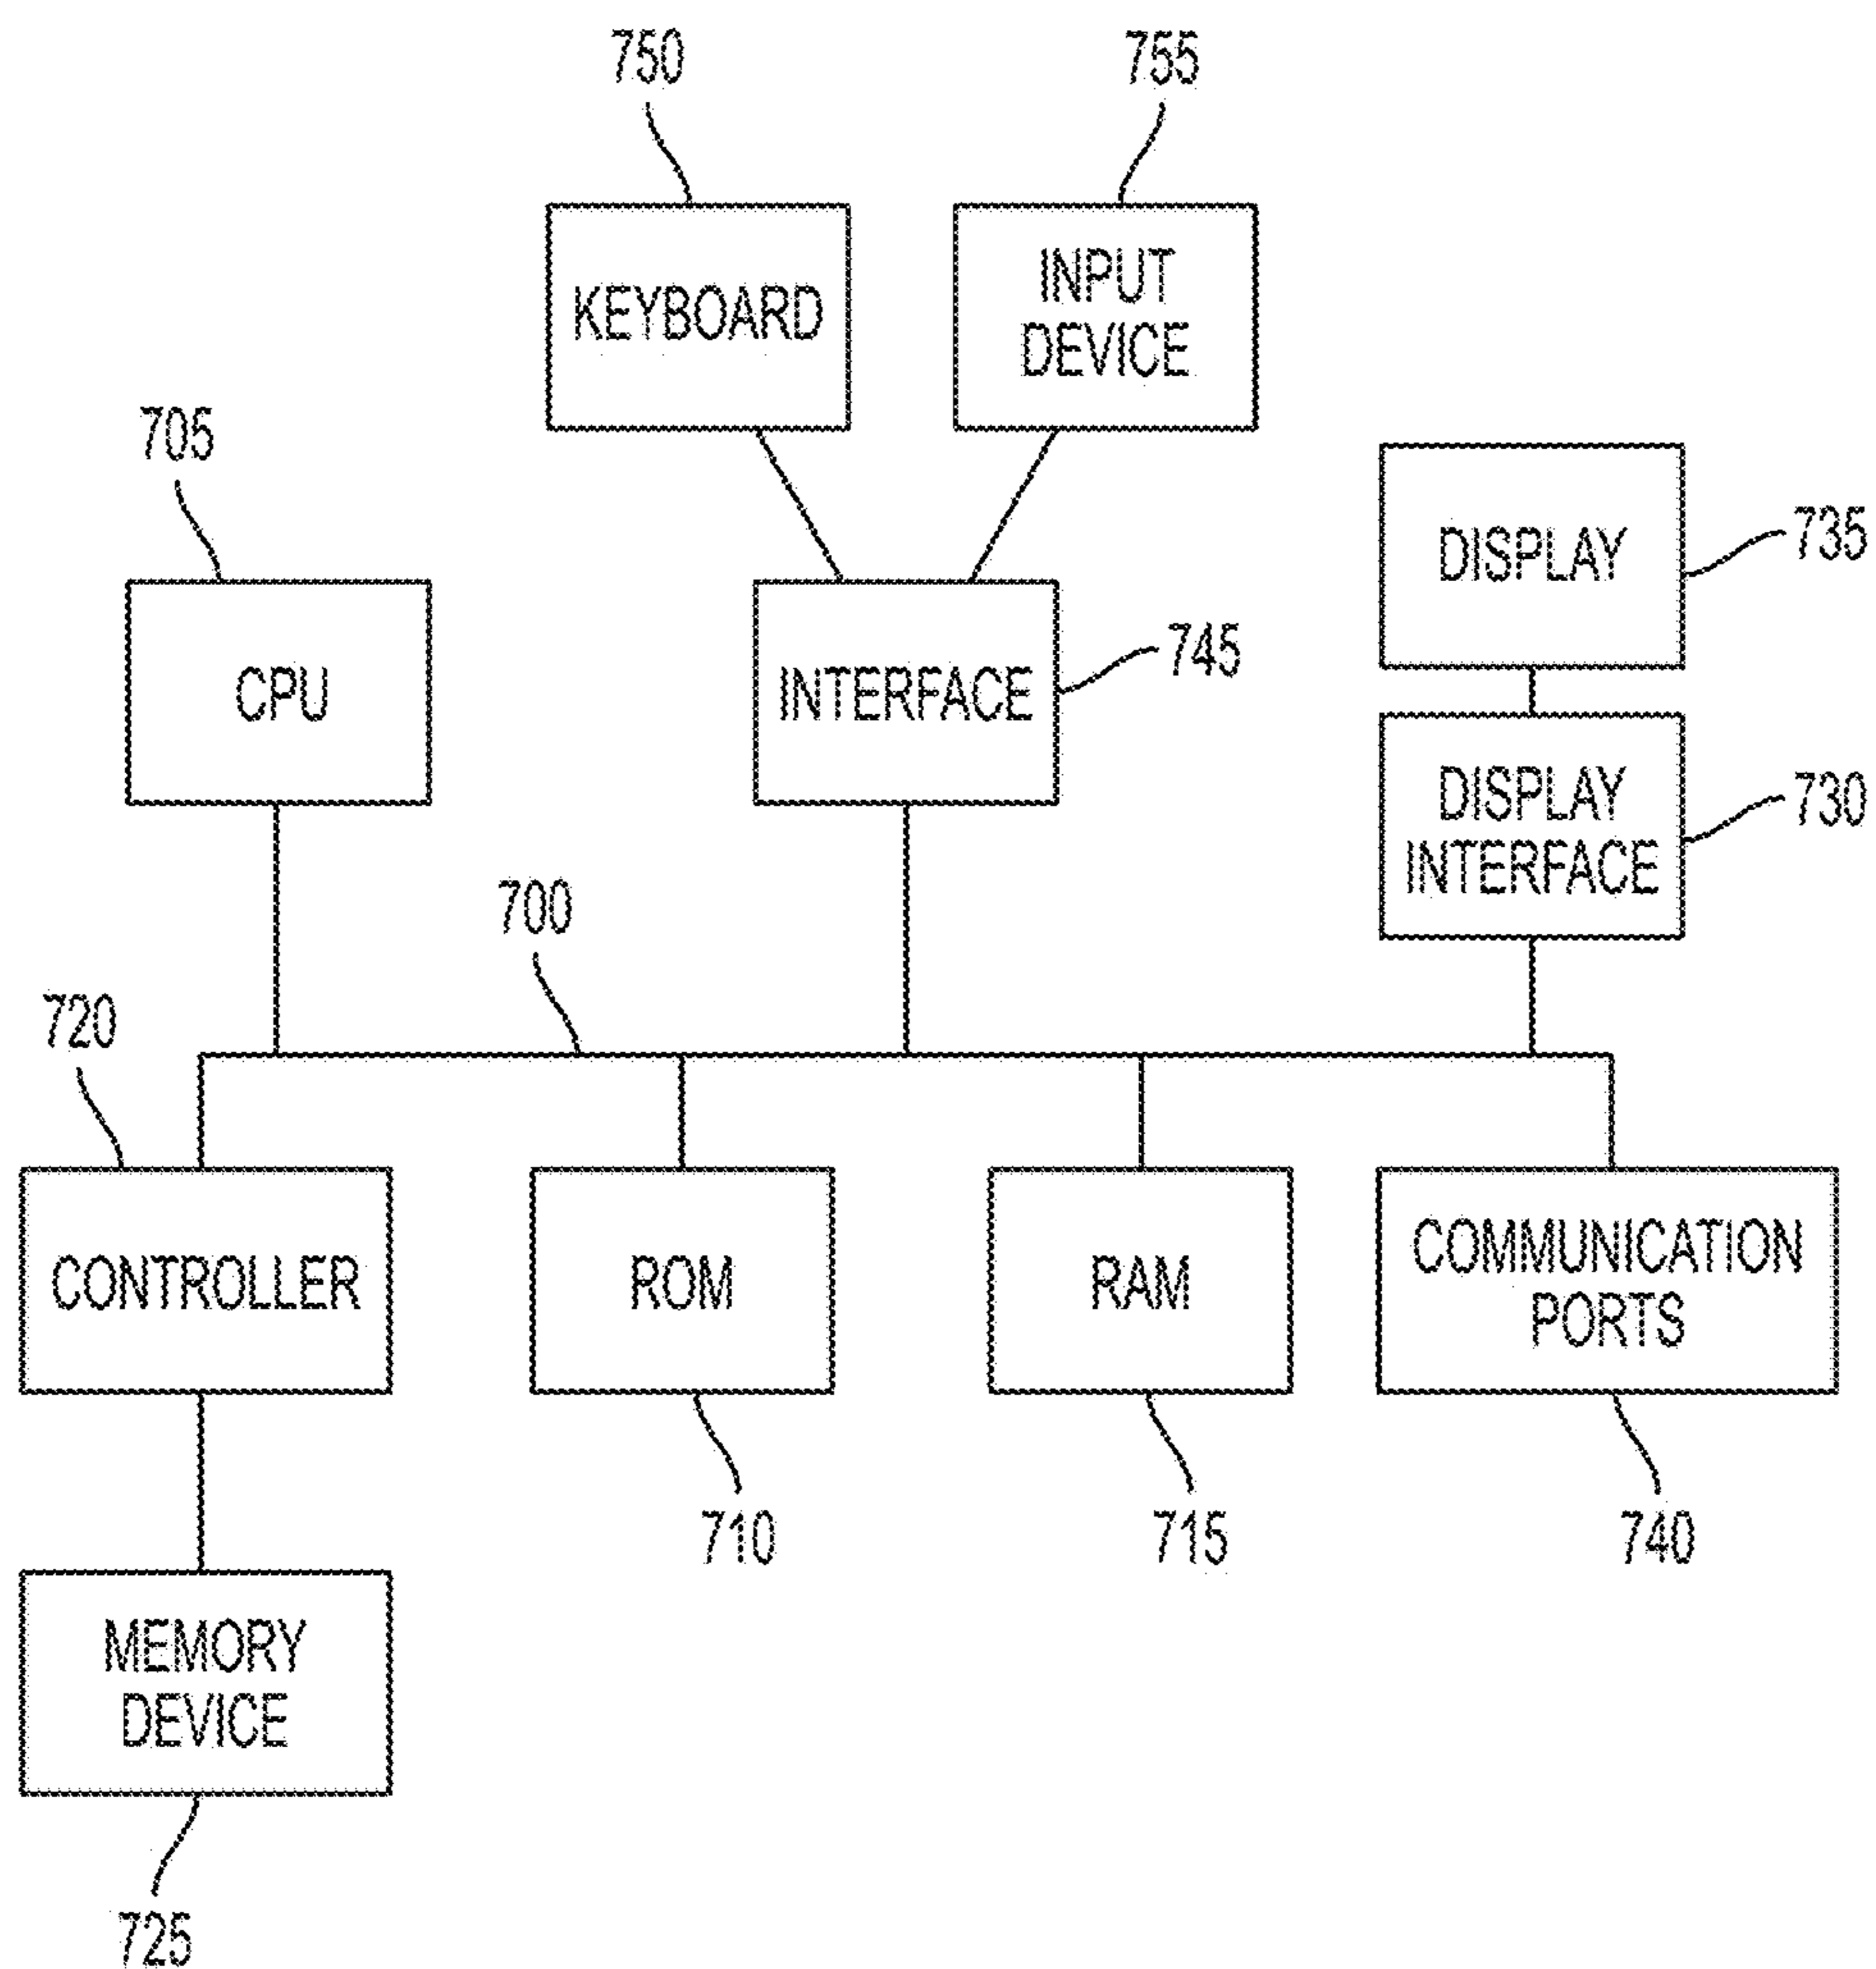 750
755
KEYBOARD
INPUT
DEVICE
705
735
DISPLAY
745
CPU
INTERFACE
730
DISPLAY
INTERFACE
700
720
CONTROLLER
ROM
RAM
COMMUNICATION
PORTS
710
715
740
MEMORY
DEVICE
725